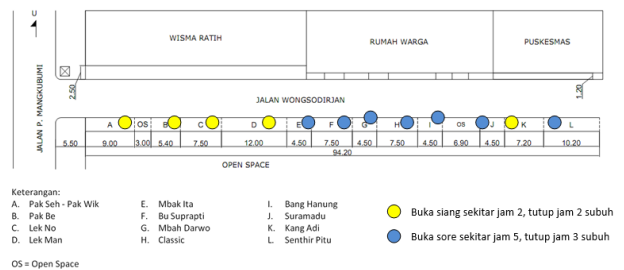 U
WISMA RATIH
RUMAH WARGA
PUSKESMAS
JALAN P. MANGKUBUMI
2.50
1.20
JALAN WONGSODIRJAN
A OS B C D E F G H I OS J K L
5.50 9.00 3.00 5.40 7.50 12.00 4.50 7.50 4.50 7.50 4.50 6.90 4.50 7.20 10.20
94.20
OPEN SPACE
Keterangan:
A. Pak Seh - Pak Wik
B. Pak Be
C. Lek No
D. Lek Man
E. Mbak Ita
F. Bu Suprapti
G. Mbah Darwo
H. Classic
I. Bang Hanung
J. Suramadu
K. Kang Adi
L. Senthir Pitu
Buka siang sekitar jam 2, tutup jam 2 subuh
Buka sore sekitar jam 5, tutup jam 3 subuh
OS = Open Space